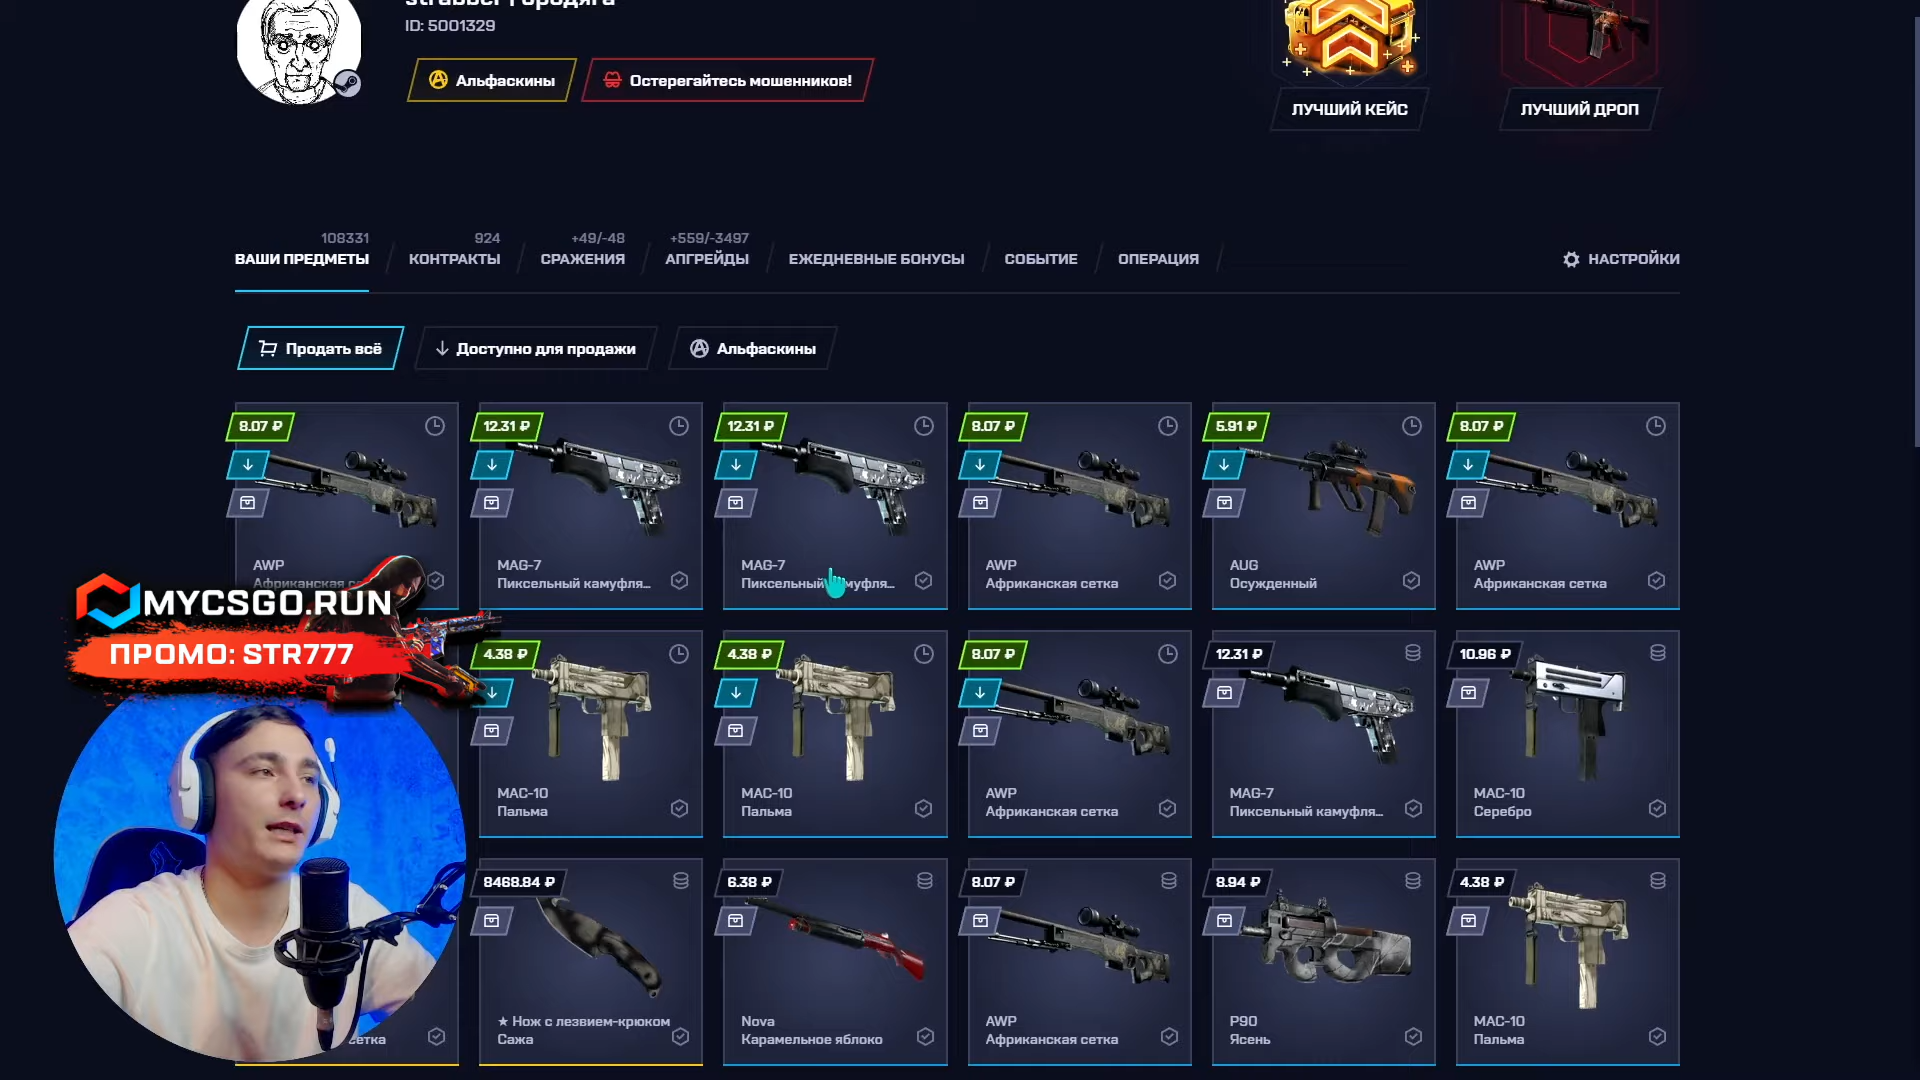 ID: 5001329
Альфаскины
Остерегайтесь мошенников!
ЛУЧШИЙ КЕЙС
ЛУЧШИЙ ДРОП
108331
ВАШИ ПРЕДМЕТЫ
924
КОНТРАКТЫ
+49/-48
СРАЖЕНИЯ
+559/-3497
АПГРЕЙДЫ
ЕЖЕДНЕВНЫЕ БОНУСЫ
СОБЫТИЕ
ОПЕРАЦИЯ
НАСТРОЙКИ
Продать всё
Доступно для продажи
Альфаскины
8.07 ₽
AWP
Африканская се
12.31 ₽
MAG-7
Пиксельный камуфля...
12.31 ₽
MAG-7
Пиксельный камуфля...
8.07 ₽
AWP
Африканская сетка
5.91 ₽
AUG
Осужденный
8.07 ₽
AWP
Африканская сетка
MYCSGO.RUN
ПРОМО: STR777
4.38 ₽
MAC-10
Пальма
4.38 ₽
MAC-10
Пальма
8.07 ₽
AWP
Африканская сетка
12.31 ₽
MAG-7
Пиксельный камуфля...
10.96 ₽
MAC-10
Серебро
сетка
8468.84 ₽
★ Нож с лезвием-крюком
Сажа
6.38 ₽
Nova
Карамельное яблоко
8.07 ₽
AWP
Африканская сетка
8.94 ₽
P90
Ясень
4.38 ₽
MAC-10
Пальма